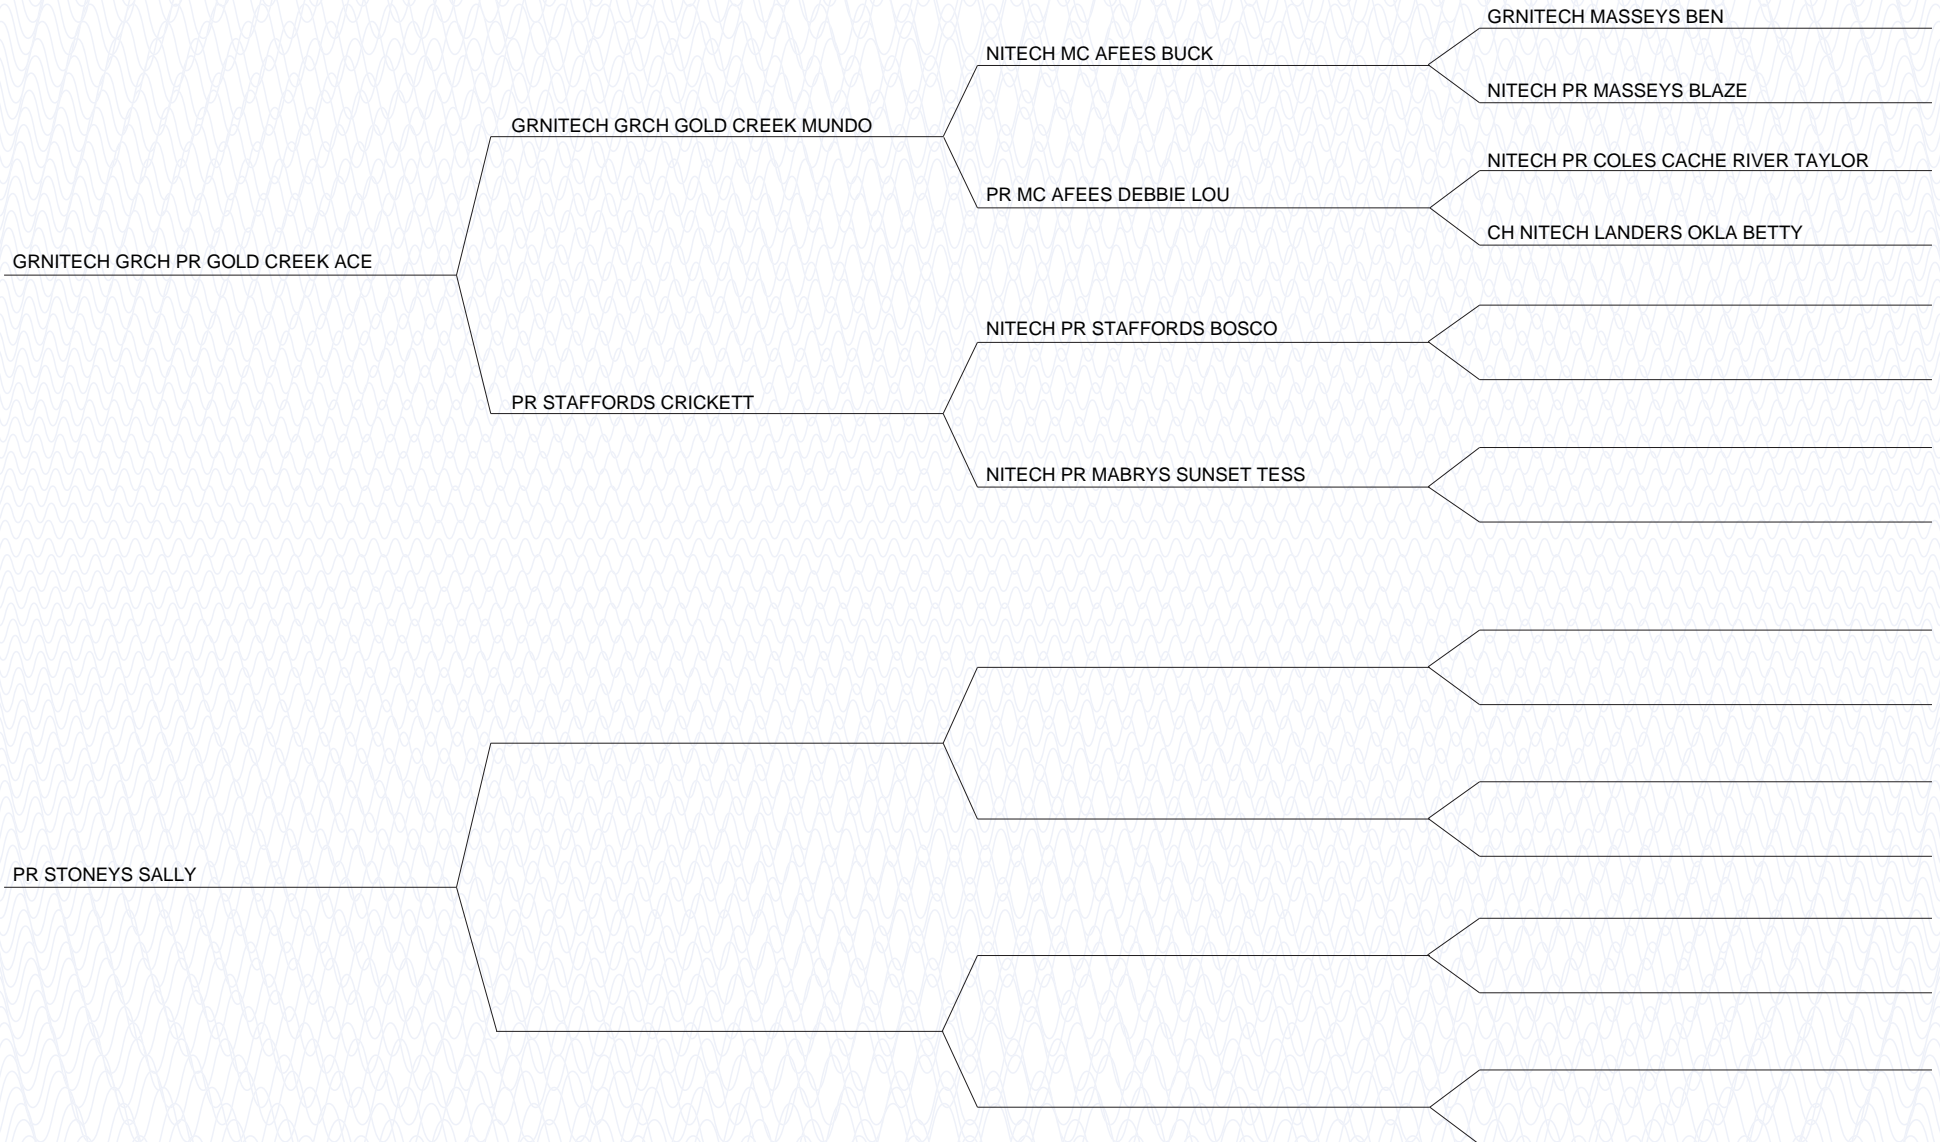 GRNITECH MASSEYS BEN
NITECH MC AFEES BUCK
NITECH PR MASSEYS BLAZE
GRNITECH GRCH GOLD CREEK MUNDO
NITECH PR COLES CACHE RIVER TAYLOR
PR MC AFEES DEBBIE LOU
CH NITECH LANDERS OKLA BETTY
GRNITECH GRCH PR GOLD CREEK ACE
NITECH PR STAFFORDS BOSCO
PR STAFFORDS CRICKETT
NITECH PR MABRYS SUNSET TESS
PR STONEYS SALLY